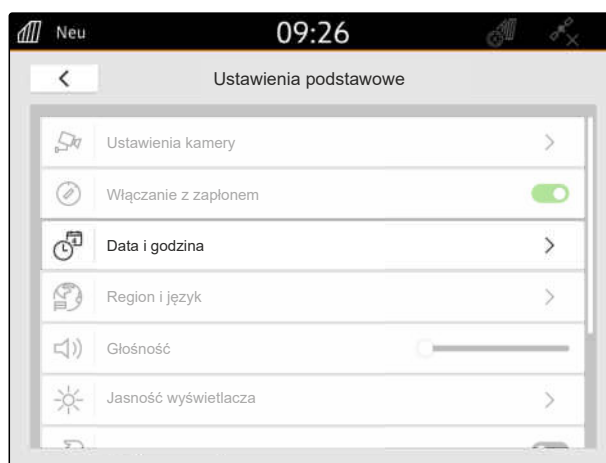 Neu 09:26
Ustawienia podstawowe
Ustawienia kamery
Włączanie z zapłonem
Data i godzina
Region i język
Głośność
Jasność wyświetlacza